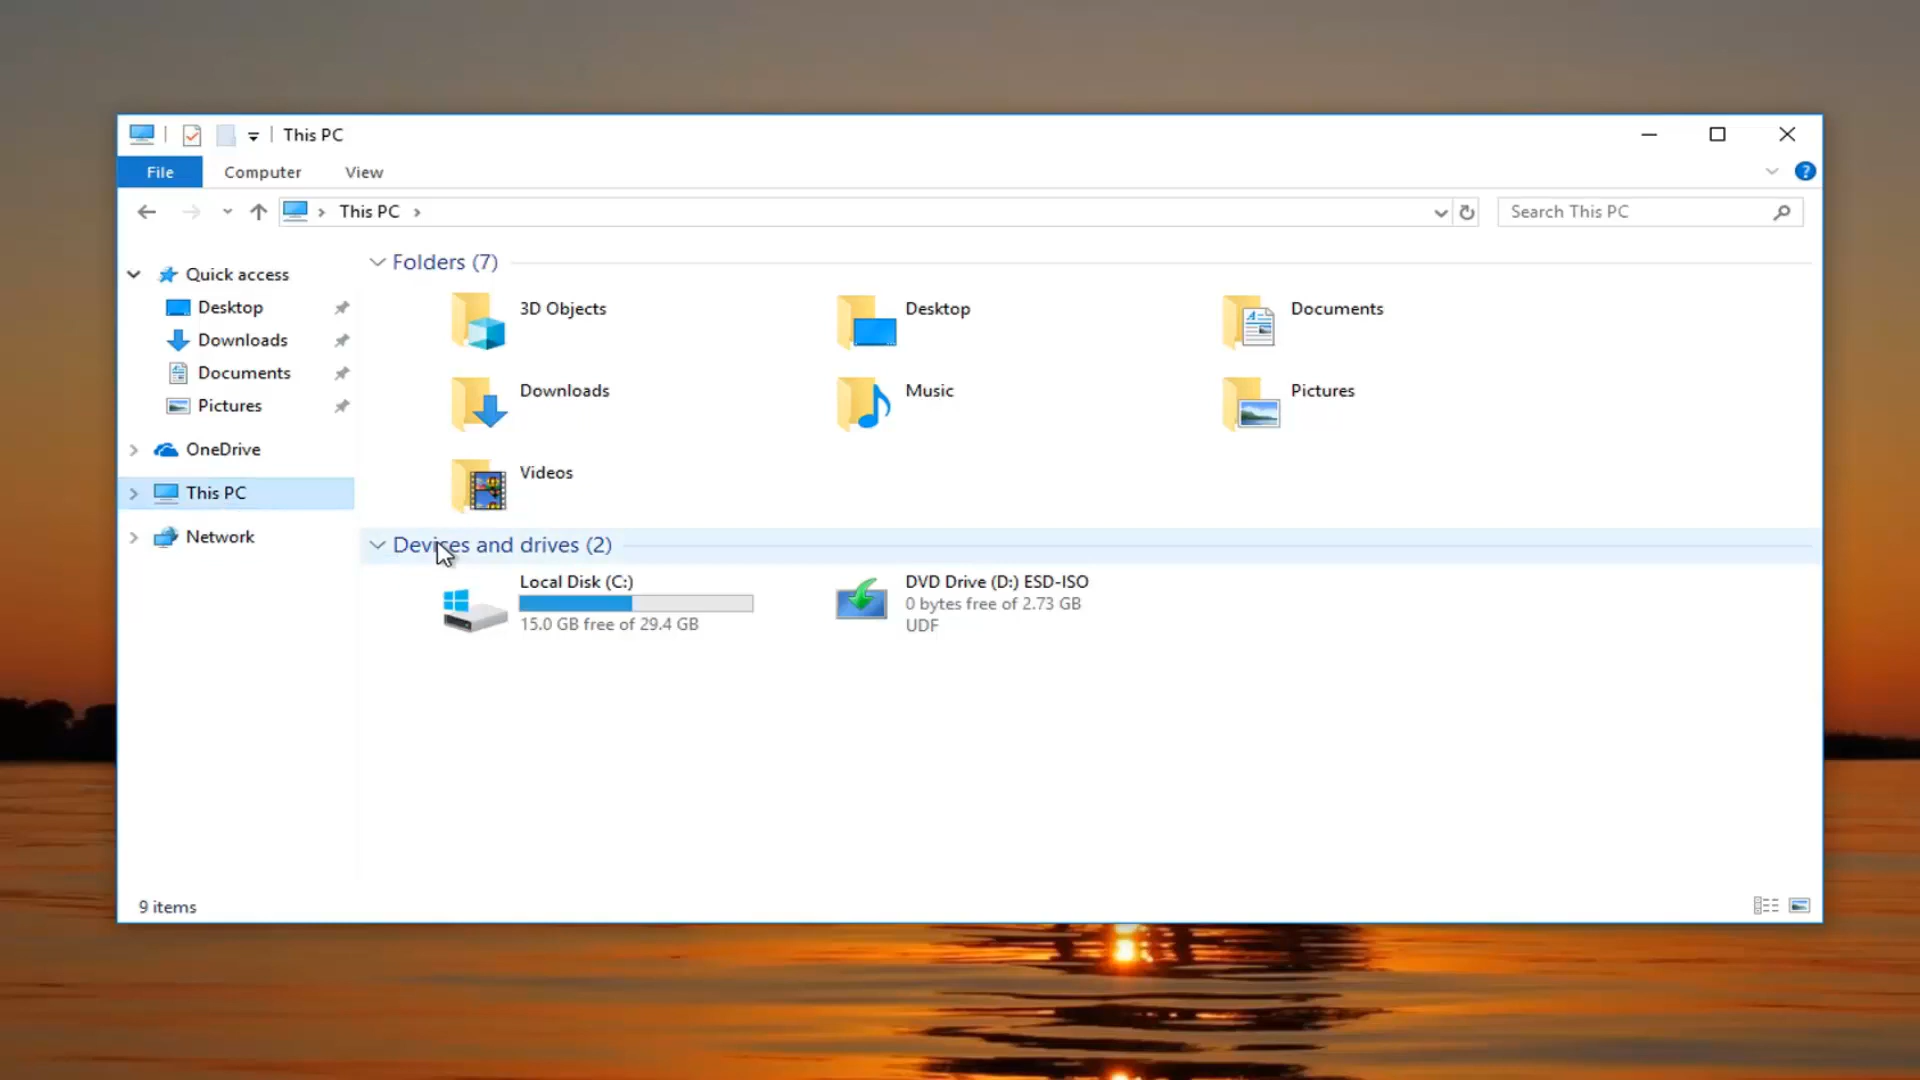 This PC
File Computer View
This PC
Search This PC
Quick access
Desktop
Downloads
Documents
Pictures
OneDrive
This PC
Network
Folders (7)
3D Objects
Desktop
Documents
Downloads
Music
Pictures
Videos
Devices and drives (2)
Local Disk (C:)
15.0 GB free of 29.4 GB
DVD Drive (D:) ESD-ISO
0 bytes free of 2.73 GB
UDF
9 items